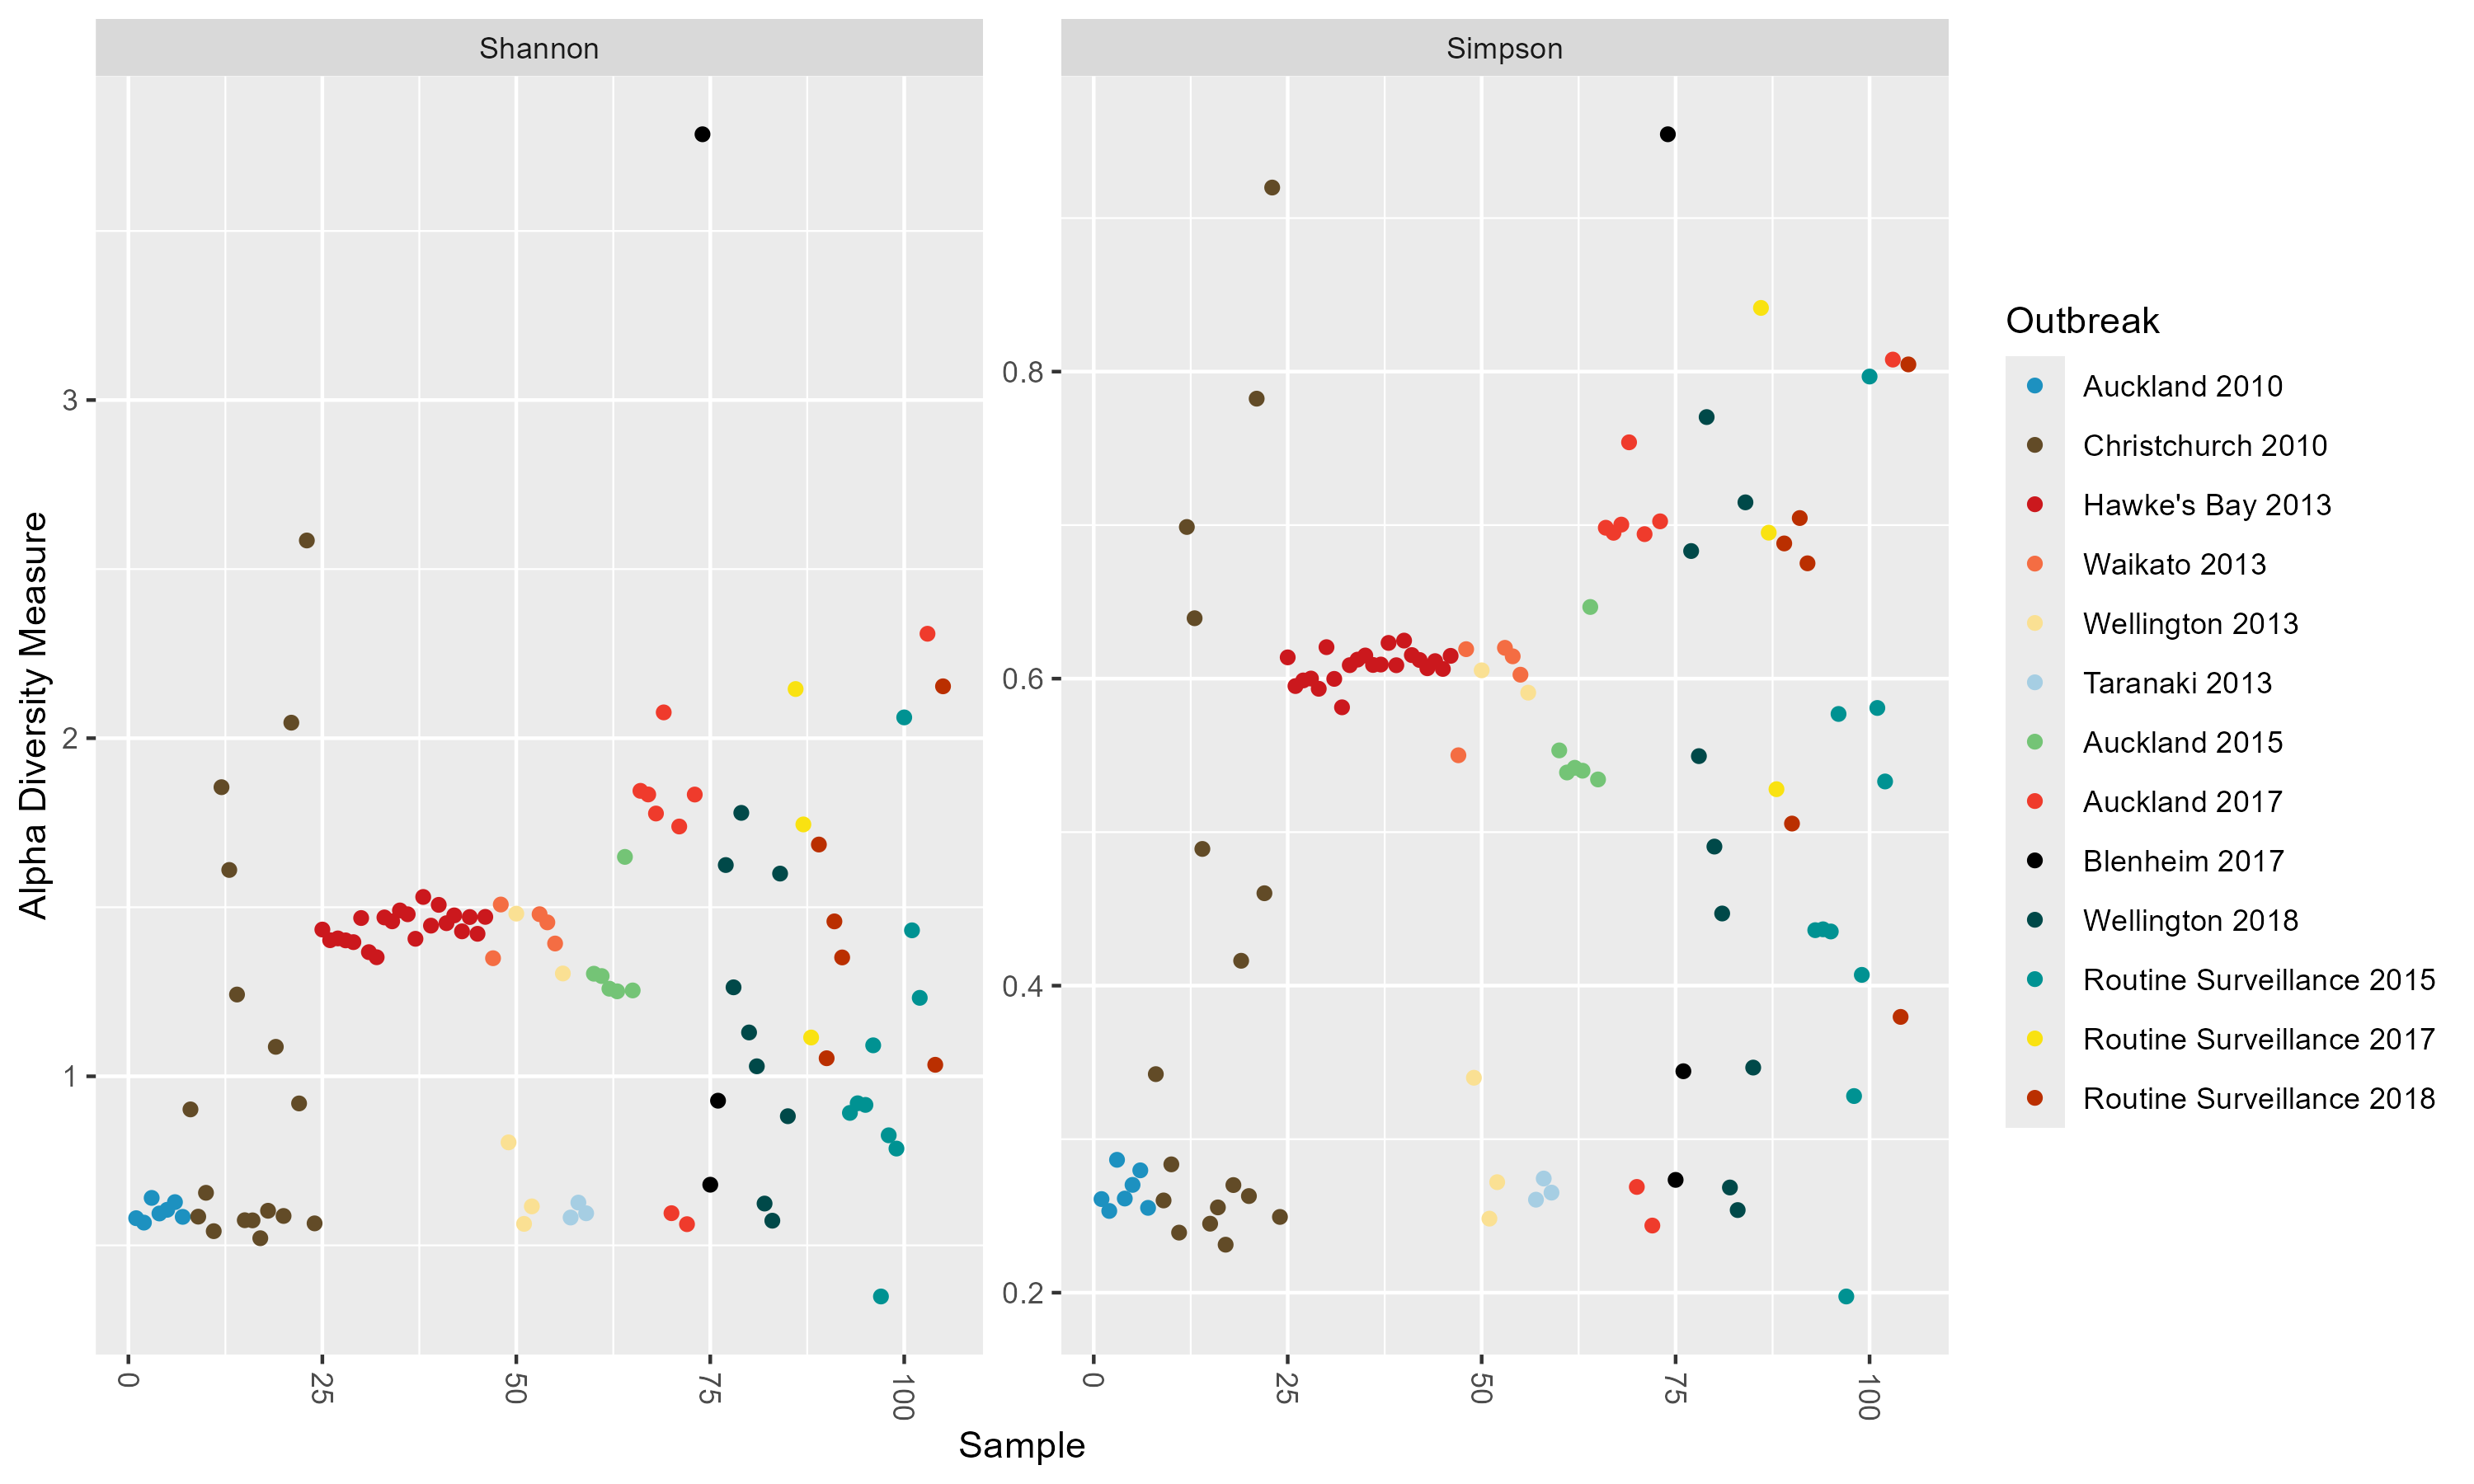 Shannon
Simpson
Alpha Diversity Measure
3
2
1
0.8
0.6
0.4
0.2
0
25
50
75
100
0
25
50
75
100
Sample
Outbreak
Auckland 2010
Christchurch 2010
Hawke's Bay 2013
Waikato 2013
Wellington 2013
Taranaki 2013
Auckland 2015
Auckland 2017
Blenheim 2017
Wellington 2018
Routine Surveillance 2015
Routine Surveillance 2017
Routine Surveillance 2018